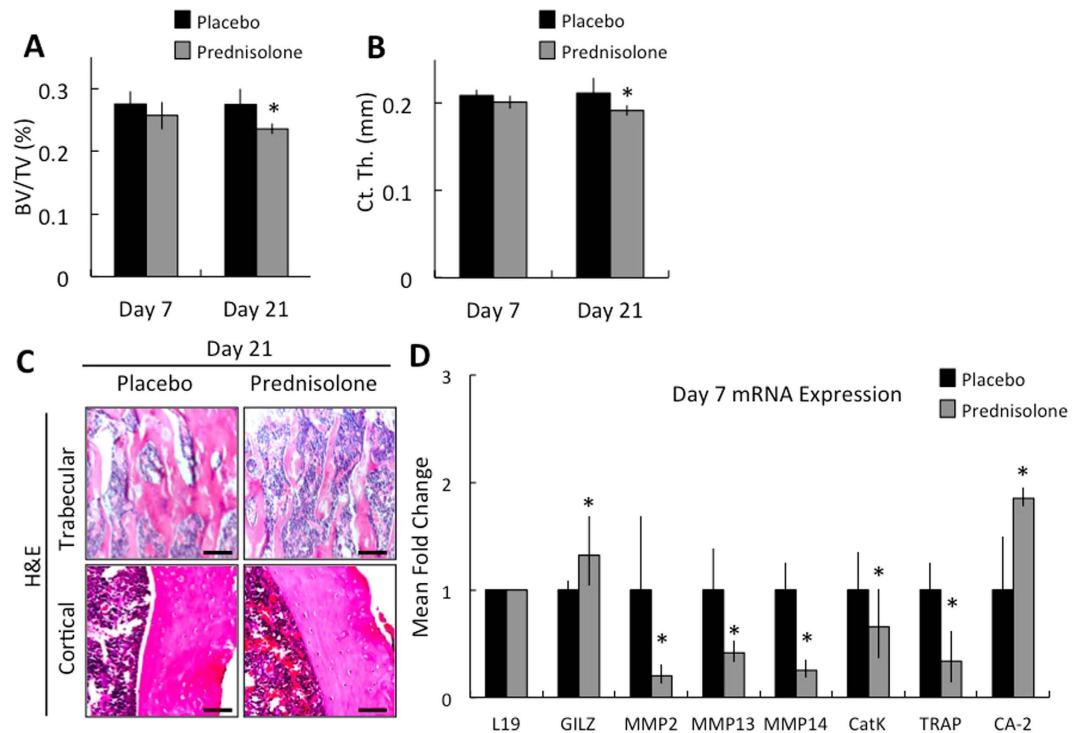 A
Placebo
Prednisolone
BV/TV (%)
0.3
0.2
0.1
0
*
Day 7
Day 21
B
Placebo
Prednisolone
Ct. Th. (mm)
0.2
0.1
0
*
Day 7
Day 21
C
Day 21
Placebo
Prednisolone
H&E
Trabecular
Cortical
D
Day 7 mRNA Expression
Placebo
Prednisolone
Mean Fold Change
3
2
1
0
* * * * * * *
L19 GILZ MMP2 MMP13 MMP14 CatK TRAP CA-2